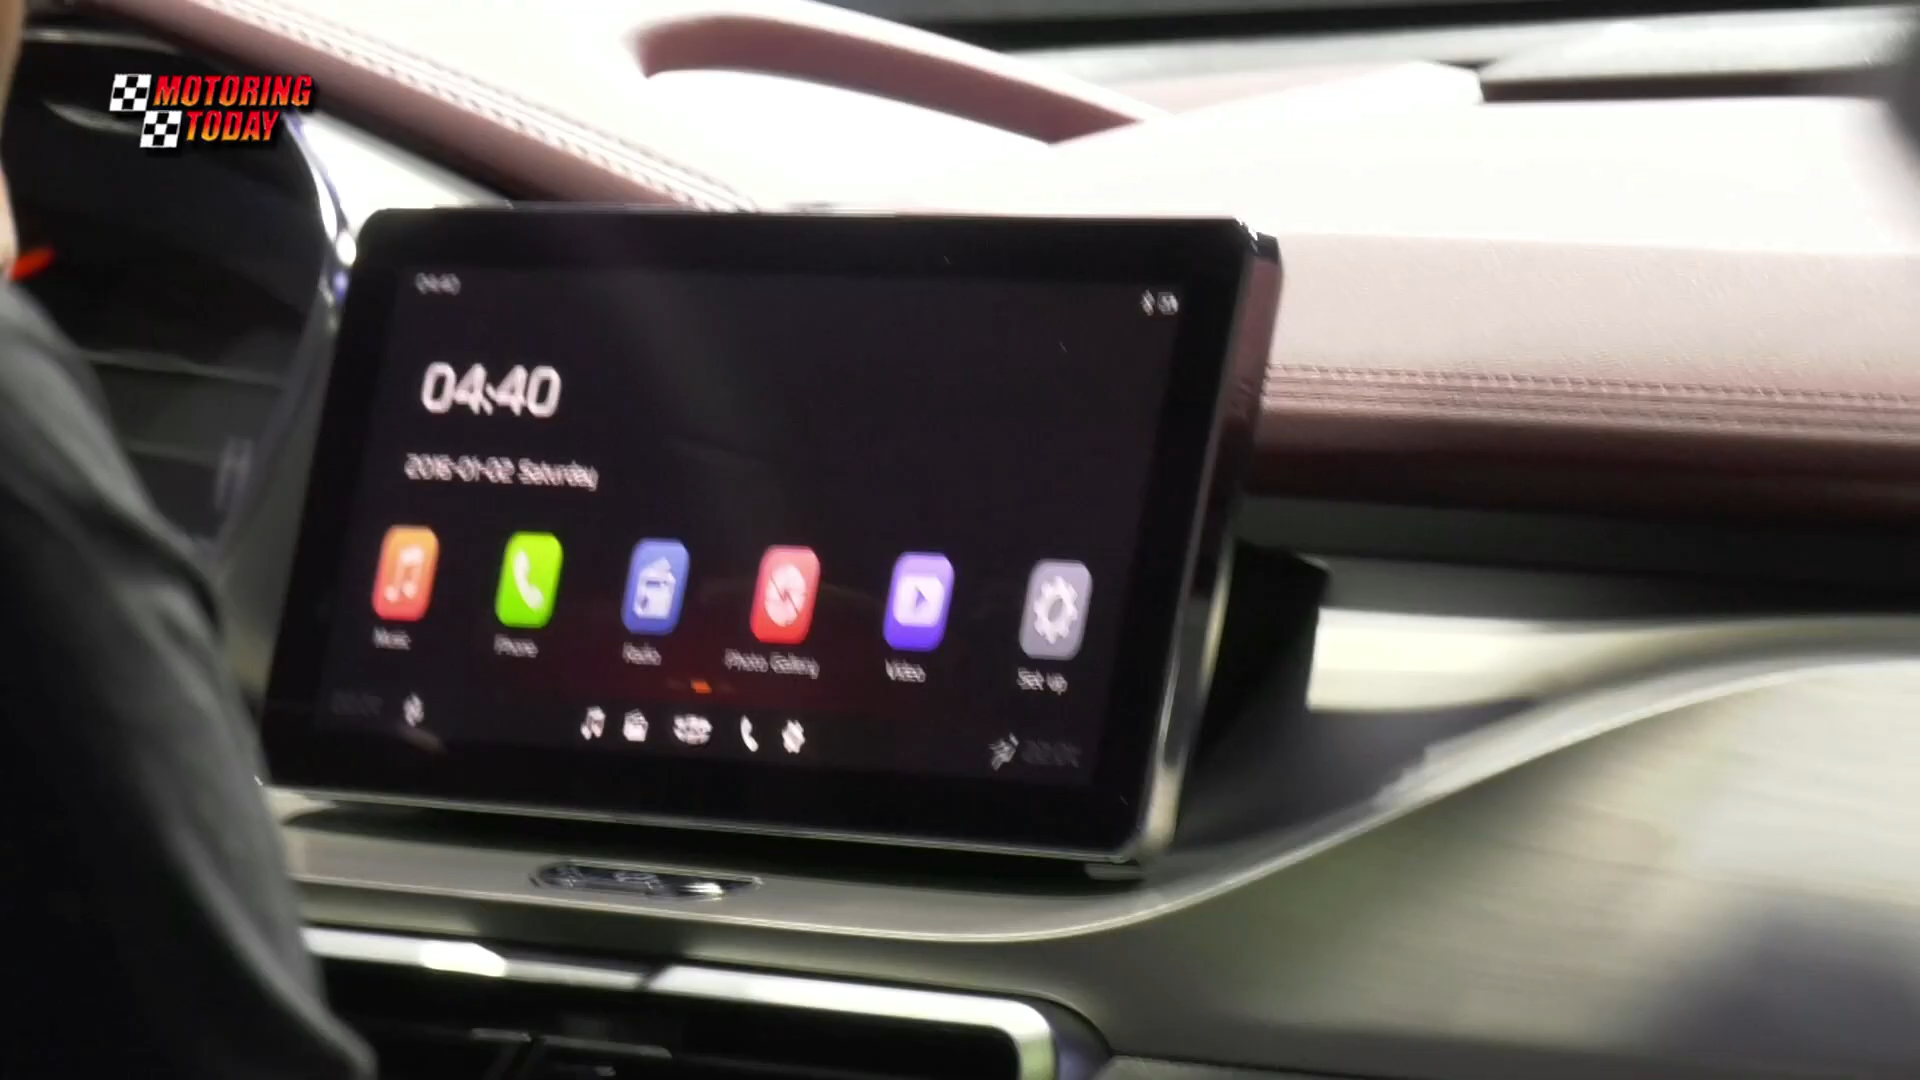 MOTORING
TODAY
04:40
04:40
2016-01-02 Saturday
Music
Phone
Radio
Photo Gallery
Video
Set Up